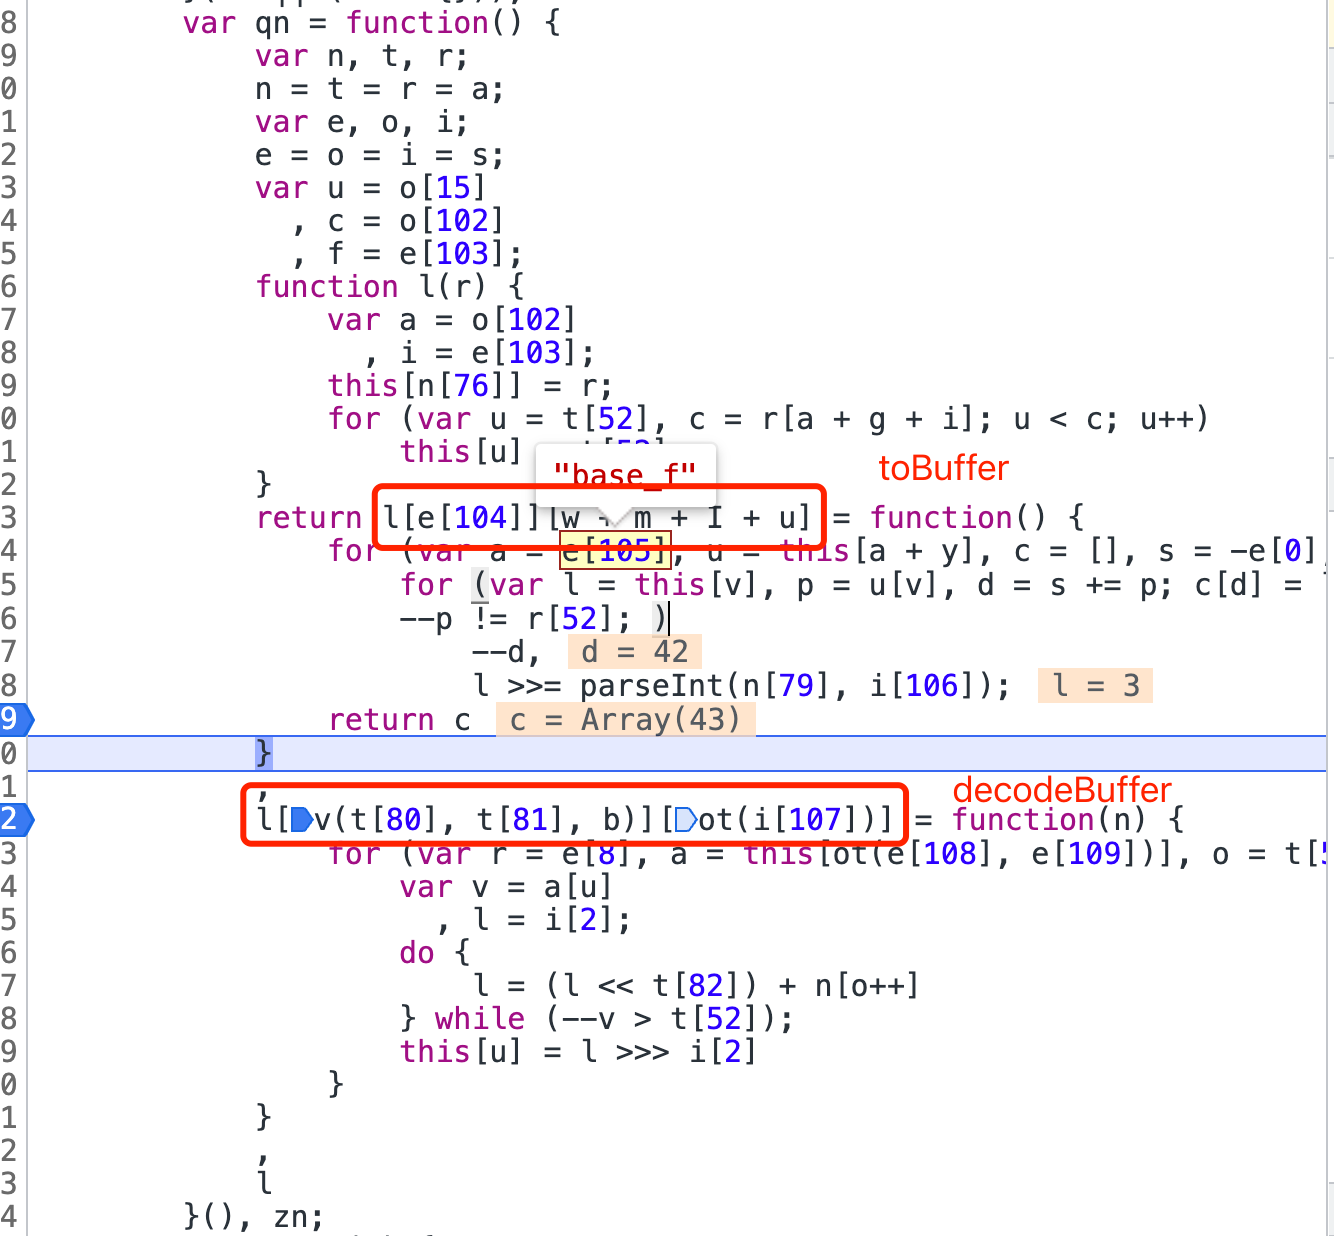 8 var qn = function() {
9 var n, t, r;
0 n = t = r = a;
1 var e, o, i;
2 e = o = i = s;
3 var u = o[15]
4 , c = o[102]
5 , f = e[103];
6 function l(r) {
7 var a = o[102]
8 , i = e[103];
9 this[n[76]] = r;
0 for (var u = t[52], c = r[a + g + i]; u < c; u++)
1 this[u]
"base_f"
toBuffer
2 }
3 return l[e[104]][w + m + I + u] = function() {
4 for (var a = e[105], u = this[a + y], c = [], s = -e[0]
5 for (var l = this[v], p = u[v], d = s += p; c[d] =
6 --p != r[52]; )
7 --d, d = 42
8 l >>= parseInt(n[79], i[106]); l = 3
9 return c c = Array(43)
0 }
1 ,
decodeBuffer
2 l[v(t[80], t[81], b)][ot(i[107])] = function(n) {
3 for (var r = e[8], a = this[ot(e[108], e[109])], o = t[
4 var v = a[u]
5 , l = i[2];
6 do {
7 l = (l << t[82]) + n[o++]
8 } while (--v > t[52]);
9 this[u] = l >>> i[2]
0 }
1 }
2 ,
3 l
4 }(), zn;